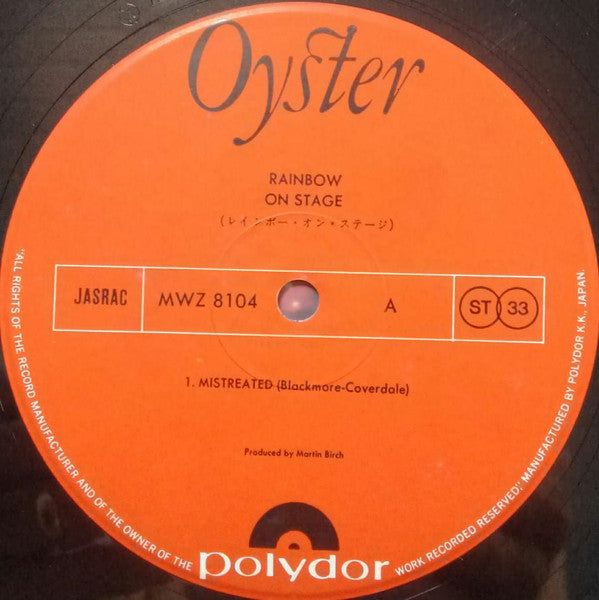 Oyster
RAINBOW
ON STAGE
(レインボー・オン・ステージ)
JASRAC
MWZ 8104
A
ST 33
1. MISTREATED (Blackmore-Coverdale)
Produced by Martin Birch
polydor
"ALL RIGHTS OF THE RECORD MANUFACTURER AND OF THE OWNER OF THE WORK RECORDED RESERVED," MANUFACTURED BY POLYDOR K.K., JAPAN.